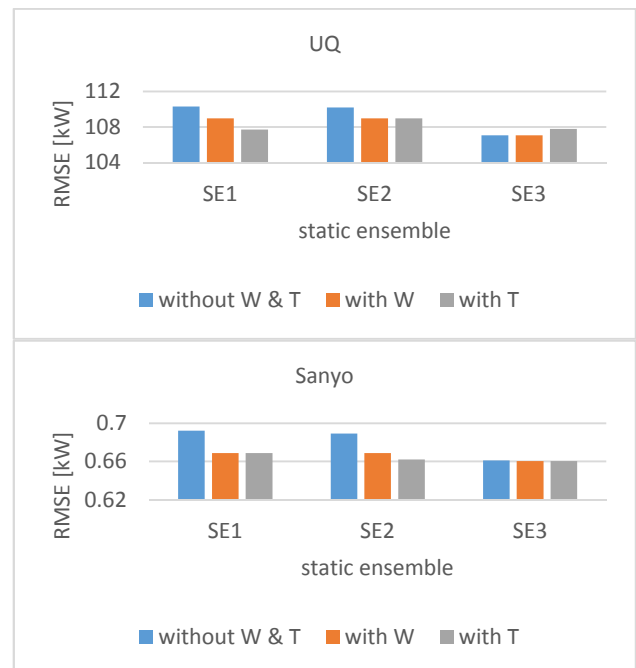 UQ
112
108
104
RMSE [kW]
SE1 SE2 SE3
static ensemble
without W & T with W with T
Sanyo
0.7
0.66
0.62
RMSE [kW]
SE1 SE2 SE3
static ensemble
without W & T with W with T